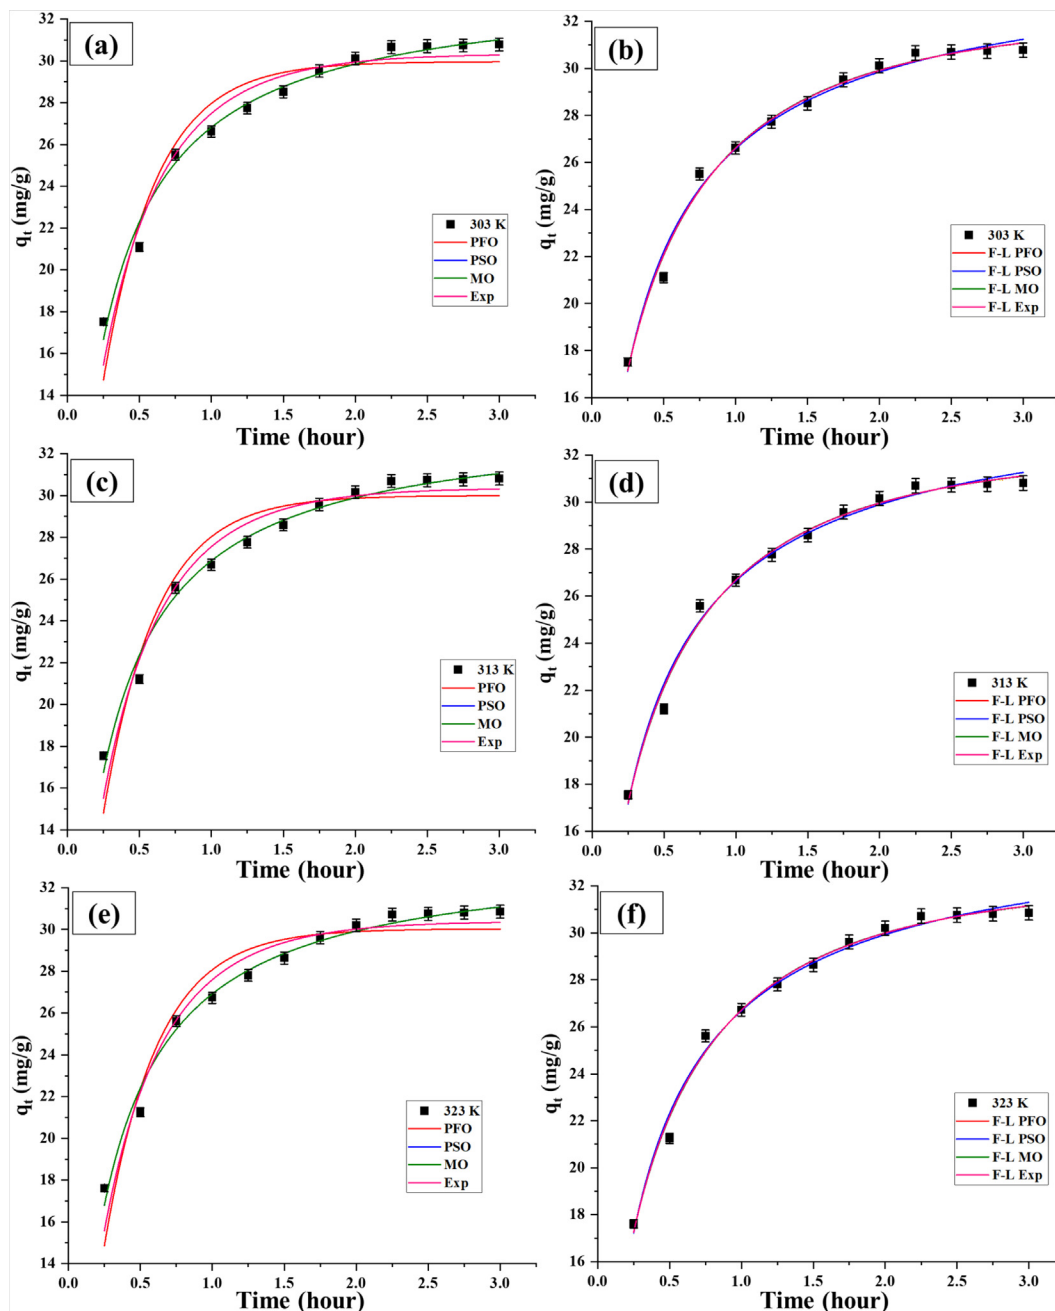 (a)
32
30
28
26
24
22
20
18
16
14
qt (mg/g)
303 K
PFO
PSO
MO
Exp
0.0 0.5 1.0 1.5 2.0 2.5 3.0
Time (hour)
(b)
32
30
28
26
24
22
20
18
16
qt (mg/g)
303 K
F-L PFO
F-L PSO
F-L MO
F-L Exp
0.0 0.5 1.0 1.5 2.0 2.5 3.0
Time (hour)
(c)
32
30
28
26
24
22
20
18
16
14
qt (mg/g)
313 K
PFO
PSO
MO
Exp
0.0 0.5 1.0 1.5 2.0 2.5 3.0
Time (hour)
(d)
32
30
28
26
24
22
20
18
16
qt (mg/g)
313 K
F-L PFO
F-L PSO
F-L MO
F-L Exp
0.0 0.5 1.0 1.5 2.0 2.5 3.0
Time (hour)
(e)
32
30
28
26
24
22
20
18
16
14
qt (mg/g)
323 K
PFO
PSO
MO
Exp
0.0 0.5 1.0 1.5 2.0 2.5 3.0
Time (hour)
(f)
32
30
28
26
24
22
20
18
16
qt (mg/g)
323 K
F-L PFO
F-L PSO
F-L MO
F-L Exp
0.0 0.5 1.0 1.5 2.0 2.5 3.0
Time (hour)